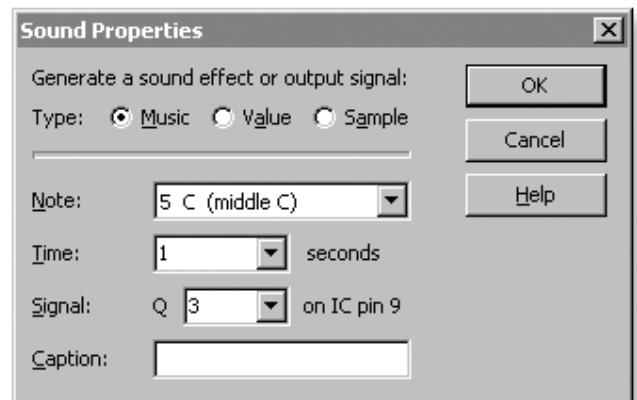 Sound Properties
Generate a sound effect or output signal:
Type: Music Value Sample
Note: 5 C (middle C)
Time: 1 seconds
Signal: Q 3 on IC pin 9
Caption:
OK
Cancel
Help